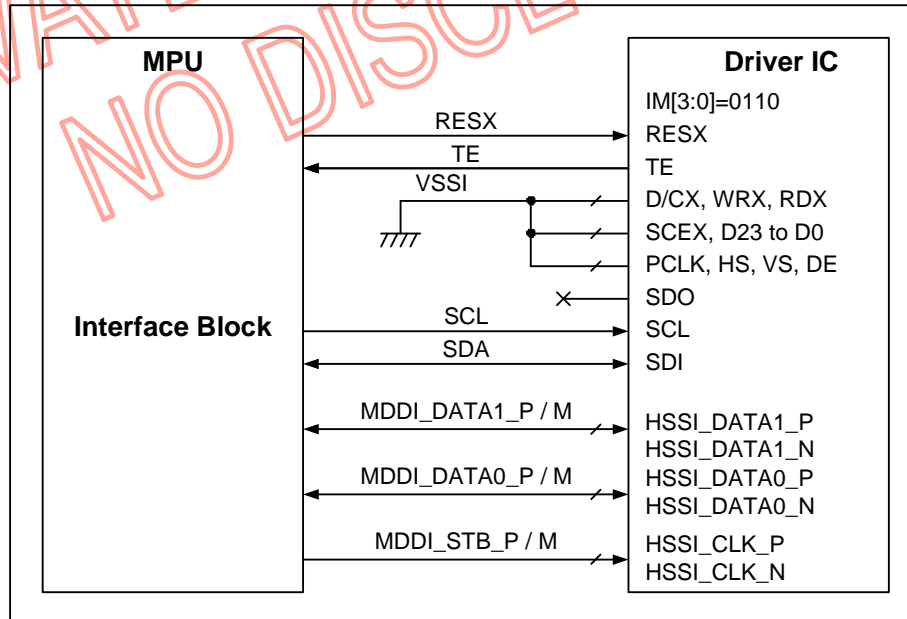 MPU
Driver IC
IM[3:0]=0110
RESX
RESX
TE
TE
VSSI
D/CX, WRX, RDX
SCEX, D23 to D0
PCLK, HS, VS, DE
SDO
Interface Block
SCL
SCL
SDA
SDI
MDDI_DATA1_P / M
HSSI_DATA1_P
HSSI_DATA1_N
MDDI_DATA0_P / M
HSSI_DATA0_P
HSSI_DATA0_N
MDDI_STB_P / M
HSSI_CLK_P
HSSI_CLK_N
NO